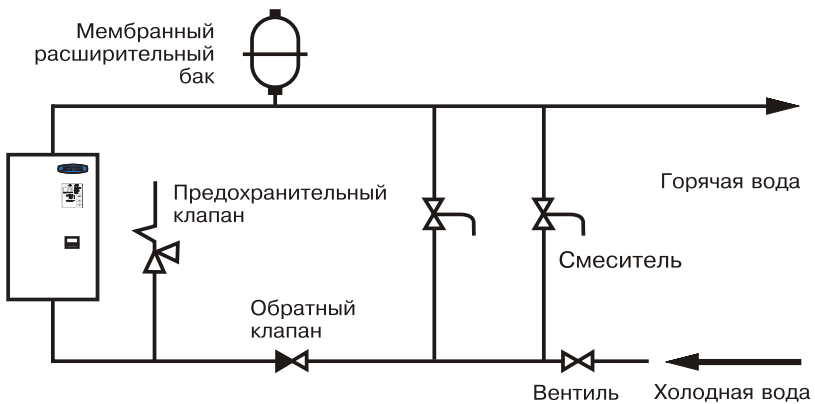 Мембранный
расширительный
бак
Предохранительный
клапан
Горячая вода
Смеситель
Обратный
клапан
Вентиль
Холодная вода